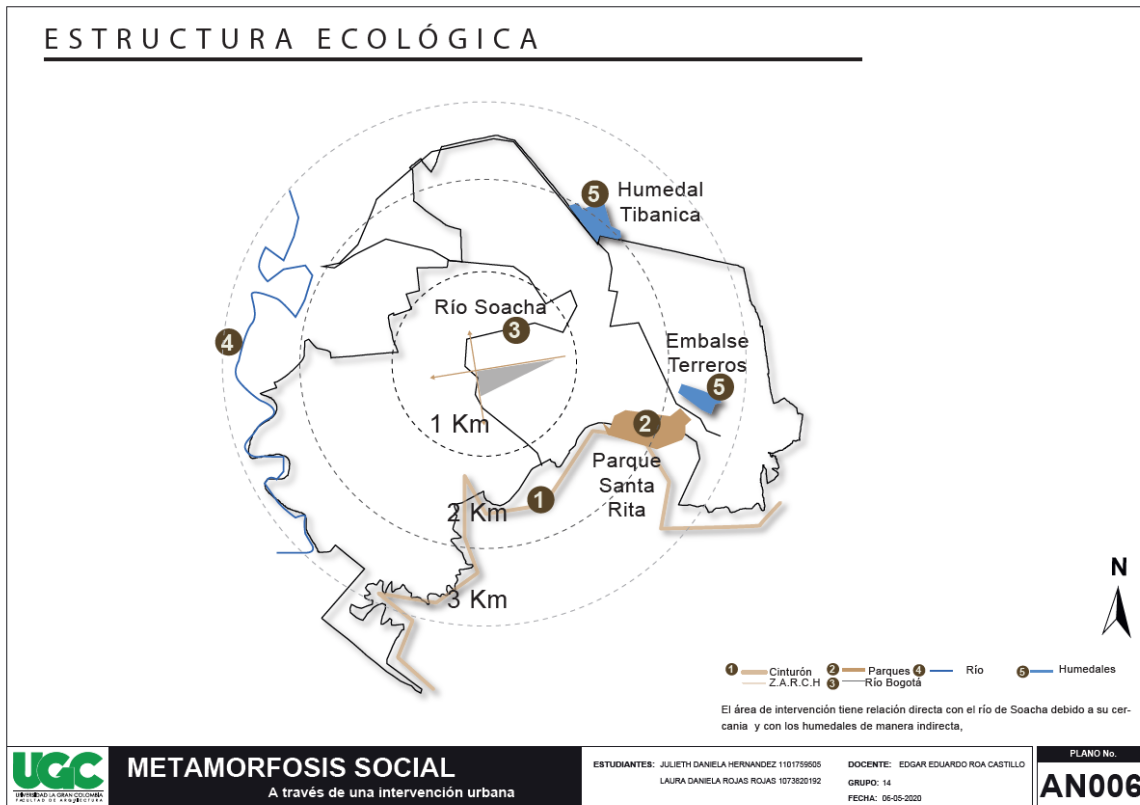 ESTRUCTURA ECOLÓGICA
5 Humedal
Tibanica
Río Soacha
3
4
Embalse
Terreros
5
1 Km
2
Parque
Santa
Rita
1
2 Km
3 Km
N
1 Cinturón 2 Parques 4 Río 5 Humedales
Z.A.R.C.H 3 Río Bogotá
El área de intervención tiene relación directa con el río de Soacha debido a su cer-
cania y con los humedales de manera indirecta,
UGC
UNIVERSIDAD LA GRAN COLOMBIA
FACULTAD DE ARQUITECTURA
METAMORFOSIS SOCIAL
A través de una intervención urbana
ESTUDIANTES: JULIETH DANIELA HERNANDEZ 1101759505
LAURA DANIELA ROJAS ROJAS 1073820192
DOCENTE: EDGAR EDUARDO ROA CASTILLO
GRUPO: 14
FECHA: 06-05-2020
PLANO No.
AN006